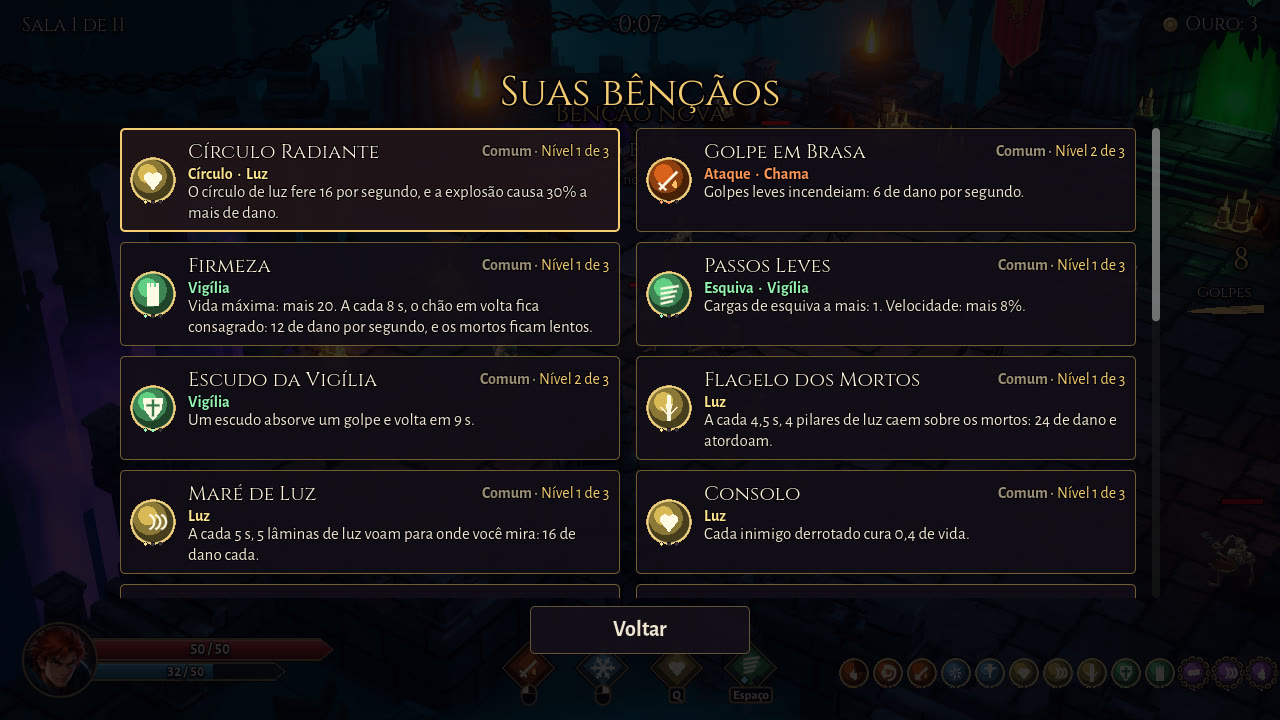 Sala 1 de 11
0:07
Ouro: 3
Suas bênçãos
Bênção nova
Círculo Radiante
Comum · Nível 1 de 3
Círculo · Luz
O círculo de luz fere 16 por segundo, e a explosão causa 30% a
mais de dano.
Golpe em Brasa
Comum · Nível 2 de 3
Ataque · Chama
Golpes leves incendeiam: 6 de dano por segundo.
Firmeza
Comum · Nível 1 de 3
Vigília
Vida máxima: mais 20. A cada 8 s, o chão em volta fica
consagrado: 12 de dano por segundo, e os mortos ficam lentos.
Passos Leves
Comum · Nível 1 de 3
Esquiva · Vigília
Cargas de esquiva a mais: 1. Velocidade: mais 8%.
8
Golpes
Escudo da Vigília
Comum · Nível 2 de 3
Vigília
Um escudo absorve um golpe e volta em 9 s.
Flagelo dos Mortos
Comum · Nível 1 de 3
Luz
A cada 4,5 s, 4 pilares de luz caem sobre os mortos: 24 de dano e
atordoam.
Maré de Luz
Comum · Nível 1 de 3
Luz
A cada 5 s, 5 lâminas de luz voam para onde você mira: 16 de
dano cada.
Consolo
Comum · Nível 1 de 3
Luz
Cada inimigo derrotado cura 0,4 de vida.
Voltar
50 / 50
32 / 50
Q
Espaço